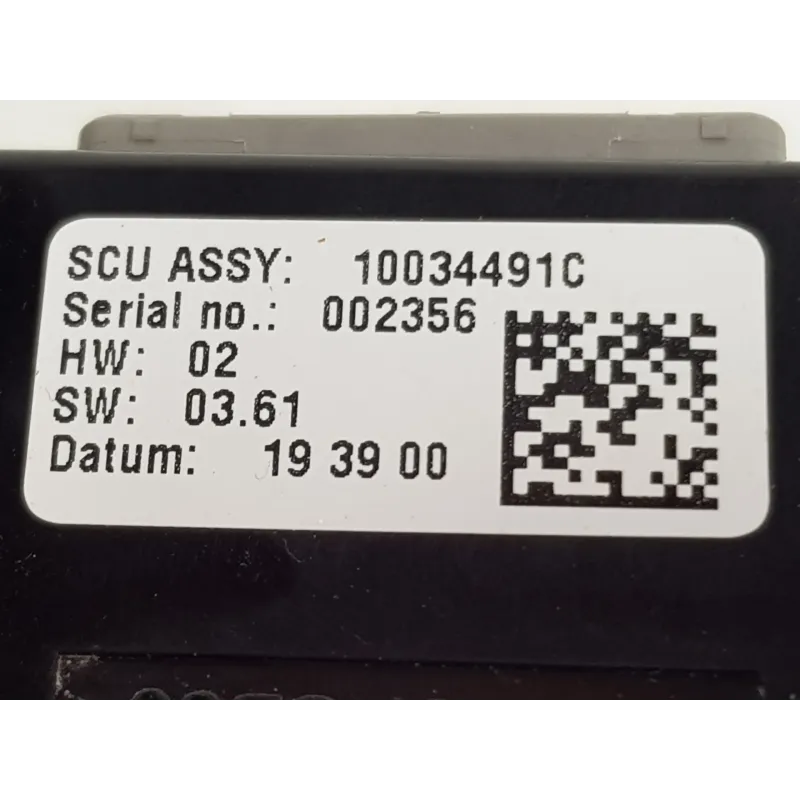 SCU ASSY: 10034491C
Serial no.: 002356
HW: 02
SW: 03.61
Datum: 19 39 00